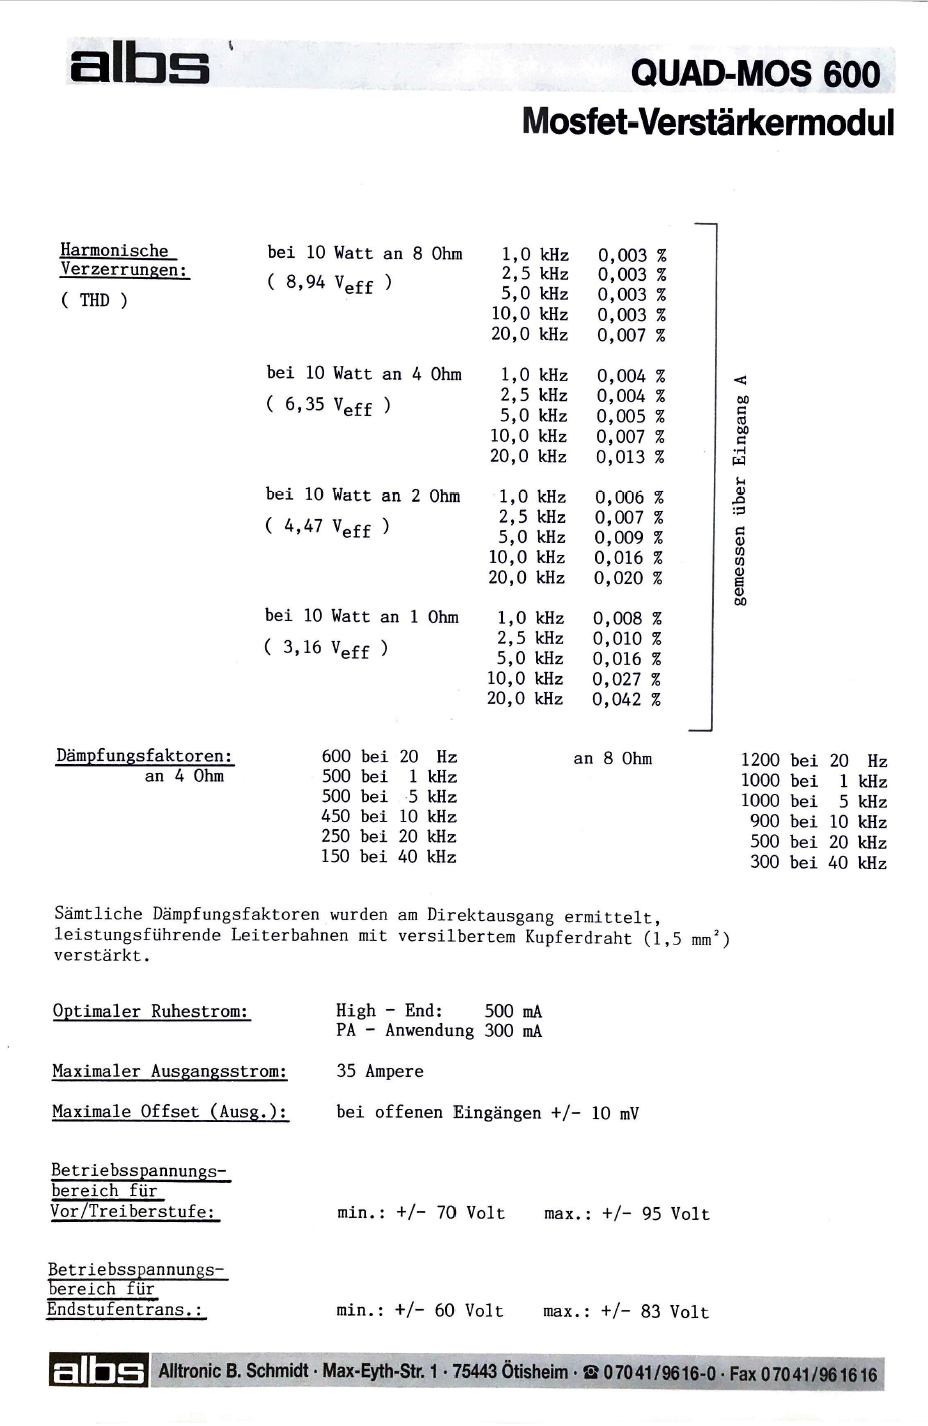 albs
QUAD-MOS 600
Mosfet-Verstärkermodul
Harmonische
Verzerrungen:
( THD )
bei 10 Watt an 8 Ohm
( 8,94 Veff )
1,0 kHz 0,003 %
2,5 kHz 0,003 %
5,0 kHz 0,003 %
10,0 kHz 0,003 %
20,0 kHz 0,007 %
bei 10 Watt an 4 Ohm
( 6,35 Veff )
1,0 kHz 0,004 %
2,5 kHz 0,004 %
5,0 kHz 0,005 %
10,0 kHz 0,007 %
20,0 kHz 0,013 %
bei 10 Watt an 2 Ohm
( 4,47 Veff )
1,0 kHz 0,006 %
2,5 kHz 0,007 %
5,0 kHz 0,009 %
10,0 kHz 0,016 %
20,0 kHz 0,020 %
bei 10 Watt an 1 Ohm
( 3,16 Veff )
1,0 kHz 0,008 %
2,5 kHz 0,010 %
5,0 kHz 0,016 %
10,0 kHz 0,027 %
20,0 kHz 0,042 %
gemessen über Eingang A
Dämpfungsfaktoren:
an 4 Ohm
600 bei 20 Hz
500 bei 1 kHz
500 bei 5 kHz
450 bei 10 kHz
250 bei 20 kHz
150 bei 40 kHz
an 8 Ohm
1200 bei 20 Hz
1000 bei 1 kHz
1000 bei 5 kHz
900 bei 10 kHz
500 bei 20 kHz
300 bei 40 kHz
Sämtliche Dämpfungsfaktoren wurden am Direktausgang ermittelt,
leistungsführende Leiterbahnen mit versilbertem Kupferdraht (1,5 mm²)
verstärkt.
Optimaler Ruhestrom: High - End: 500 mA
PA - Anwendung 300 mA
Maximaler Ausgangsstrom: 35 Ampere
Maximale Offset (Ausg.): bei offenen Eingängen +/- 10 mV
Betriebsspannungs-
bereich für
Vor/Treiberstufe: min.: +/- 70 Volt max.: +/- 95 Volt
Betriebsspannungs-
bereich für
Endstufentrans.: min.: +/- 60 Volt max.: +/- 83 Volt
albs Alltronic B. Schmidt · Max-Eyth-Str. 1 · 75443 Ötisheim · ☎ 07041/9616-0 · Fax 07041/961616